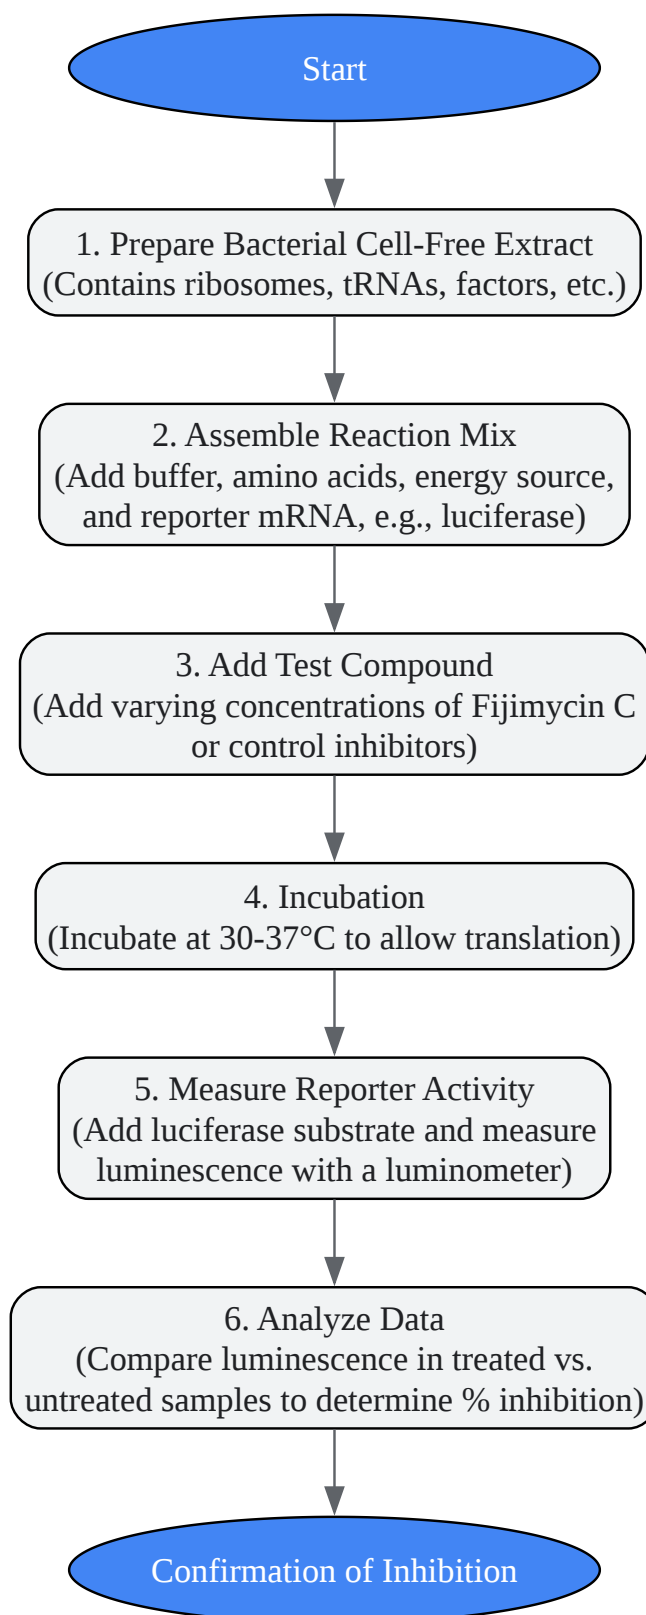 Start
1. Prepare Bacterial Cell-Free Extract
(Contains ribosomes, tRNAs, factors, etc.)
2. Assemble Reaction Mix
(Add buffer, amino acids, energy source,
and reporter mRNA, e.g., luciferase)
3. Add Test Compound
(Add varying concentrations of Fijimycin C
or control inhibitors)
4. Incubation
(Incubate at 30-37°C to allow translation)
5. Measure Reporter Activity
(Add luciferase substrate and measure
luminescence with a luminometer)
6. Analyze Data
(Compare luminescence in treated vs.
untreated samples to determine % inhibition)
Confirmation of Inhibition